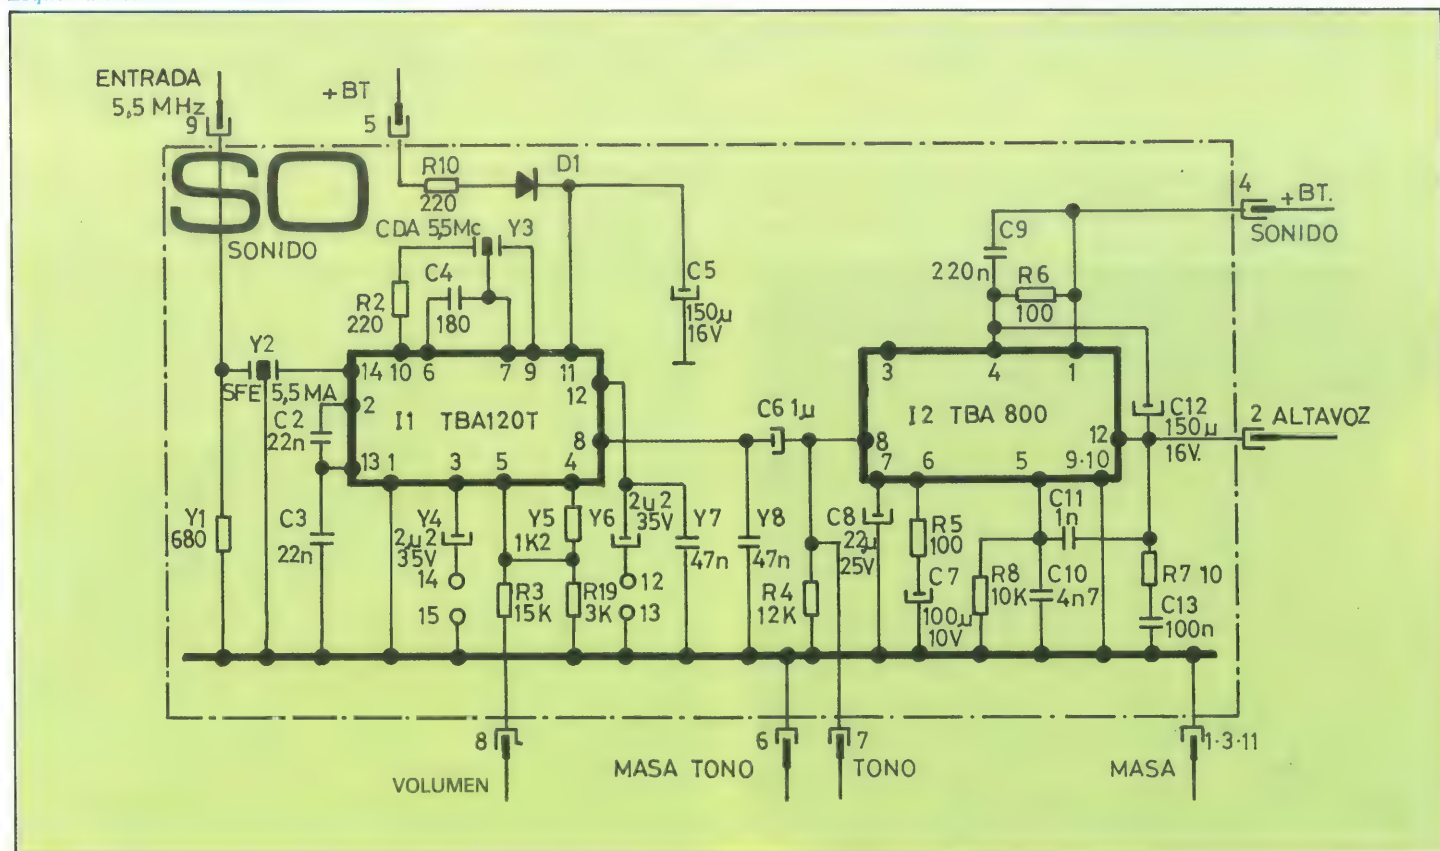 ENTRADA
5,5 MHz
9
+BT
5
SO
SONIDO
R10
220
D1
CDA 5,5Mc Y3
C4
180
R2
220
C5
150µ
16V
Y2
SFE 5,5 MA
14
10
6
7
9
11
12
2
I1 TBA120T
8
13
1
3
5
4
C2
22n
C3
22n
Y1
680
Y4
2µ2
35V
14
15
Y5
1K2
R3
15K
R19
3K
Y6
2µ2
35V
12
13
Y7
47n
Y8
47n
C6 1µ
R4
12K
4
+BT.
SONIDO
C9
220n
R6
100
3
4
1
I2 TBA 800
8
7
6
5
9·10
12
C12
150µ
16V.
2 ALTAVOZ
C8
22µ
25V
R5
100
C7
100µ
10V
R8
10K
C11
1n
C10
4n7
R7 10
C13
100n
8
VOLUMEN
MASA TONO
6
7
TONO
MASA
1·3·11